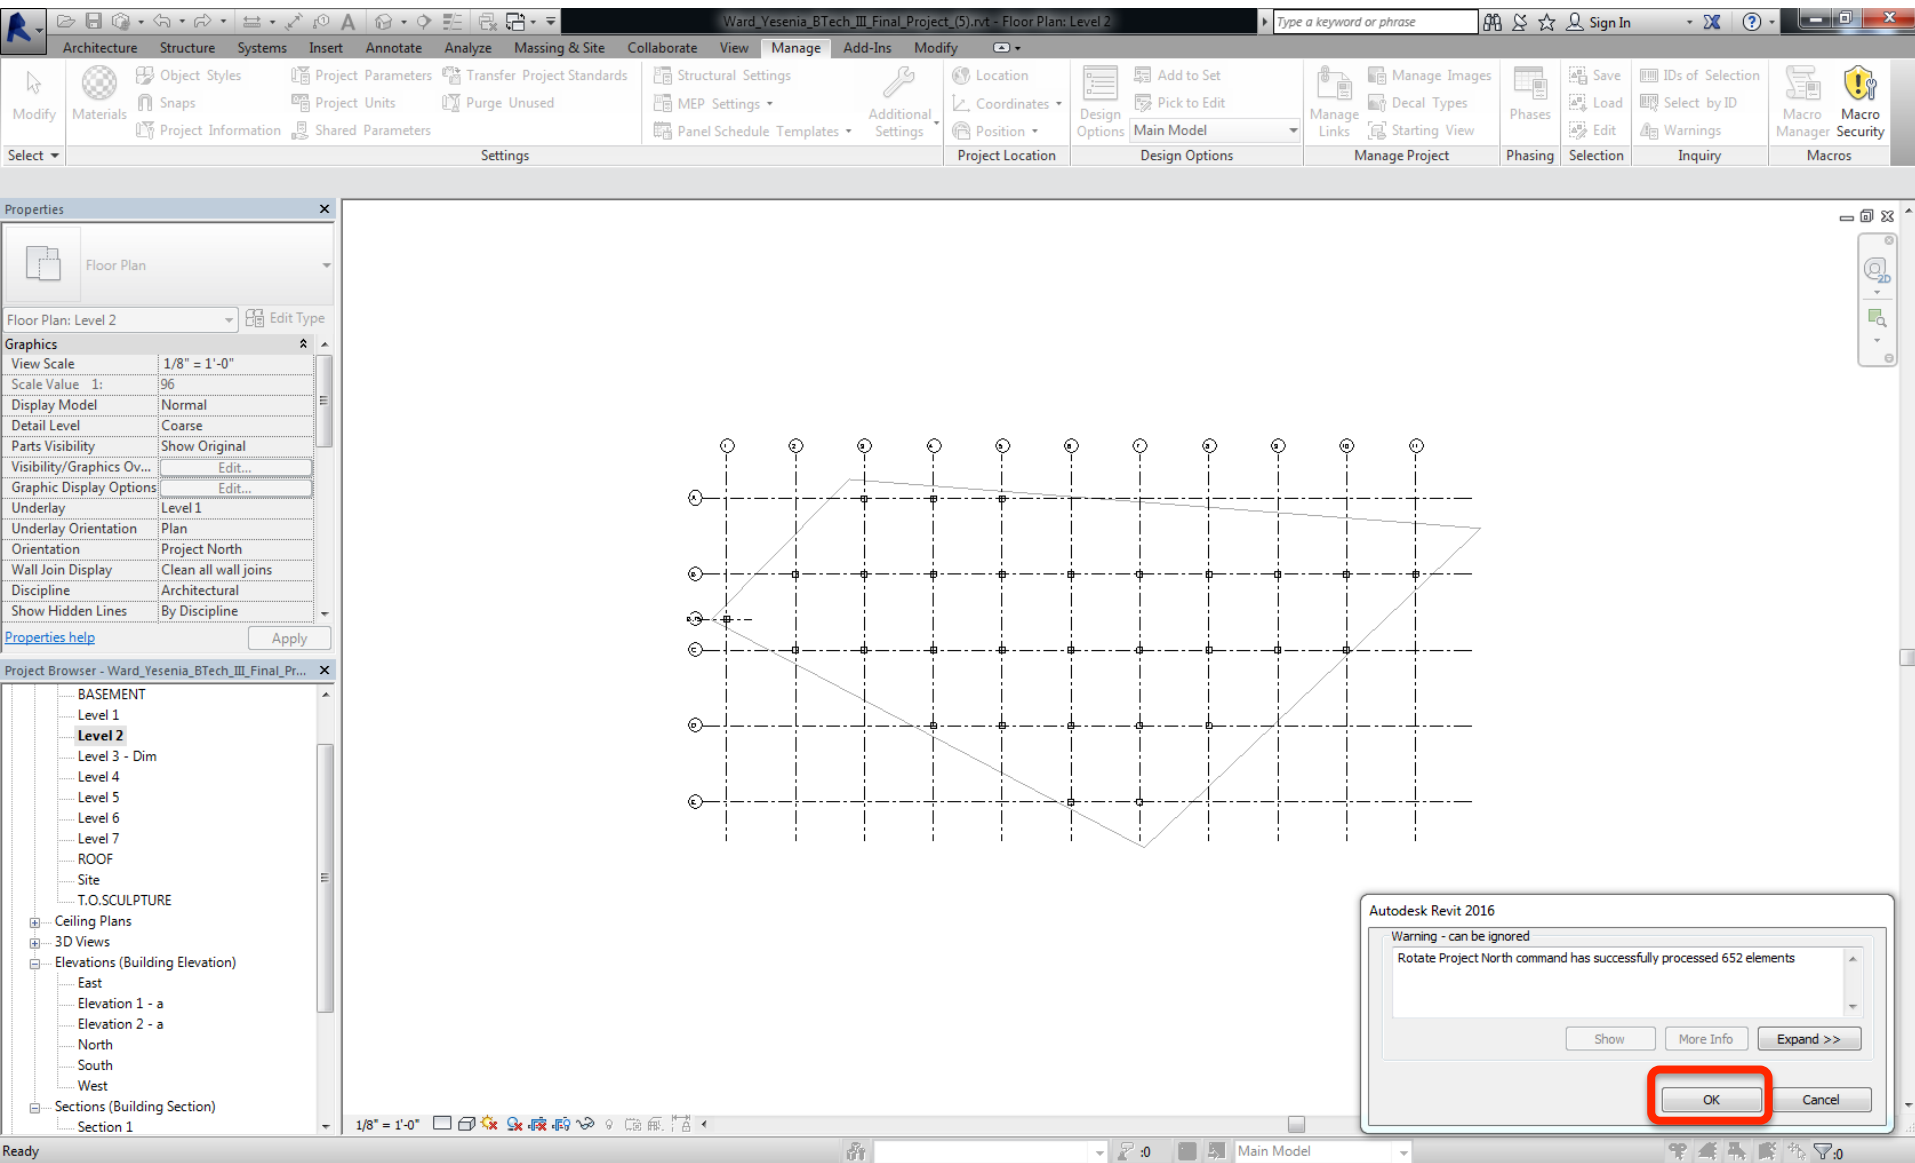 Ward_Yesenia_BTech_III_Final_Project_(5).rvt - Floor Plan: Level 2
Type a keyword or phrase
Sign In
Architecture Structure Systems Insert Annotate Analyze Massing & Site Collaborate View Manage Add-Ins Modify
Modify
Materials
Object Styles
Snaps
Project Information
Project Parameters
Project Units
Shared Parameters
Transfer Project Standards
Purge Unused
Structural Settings
MEP Settings
Panel Schedule Templates
Additional
Settings
Location
Coordinates
Position
Design
Options
Add to Set
Pick to Edit
Main Model
Manage
Links
Manage Images
Decal Types
Starting View
Phases
Save
Load
Edit
IDs of Selection
Select by ID
Warnings
Macro
Manager
Macro
Security
Select
Settings
Project Location
Design Options
Manage Project
Phasing
Selection
Inquiry
Macros
2D
Properties
Floor Plan
Floor Plan: Level 2
Edit Type
Graphics
View Scale 1/8" = 1'-0"
Scale Value 1: 96
Display Model Normal
Detail Level Coarse
Parts Visibility Show Original
Visibility/Graphics Ov... Edit...
Graphic Display Options Edit...
Underlay Level 1
Underlay Orientation Plan
Orientation Project North
Wall Join Display Clean all wall joins
Discipline Architectural
Show Hidden Lines By Discipline
Properties help
Apply
Project Browser - Ward_Yesenia_BTech_III_Final_Pr...
BASEMENT
Level 1
Level 2
Level 3 - Dim
Level 4
Level 5
Level 6
Level 7
ROOF
Site
T.O.SCULPTURE
Ceiling Plans
3D Views
Elevations (Building Elevation)
East
Elevation 1 - a
Elevation 2 - a
North
South
West
Sections (Building Section)
Section 1
1 2 3 4 5 6 7 8 9 10 11
A
B
C
D
E
Autodesk Revit 2016
Warning - can be ignored
Rotate Project North command has successfully processed 652 elements
Show
More Info
Expand >>
OK
Cancel
1/8" = 1'-0"
Ready
:0
Main Model
:0